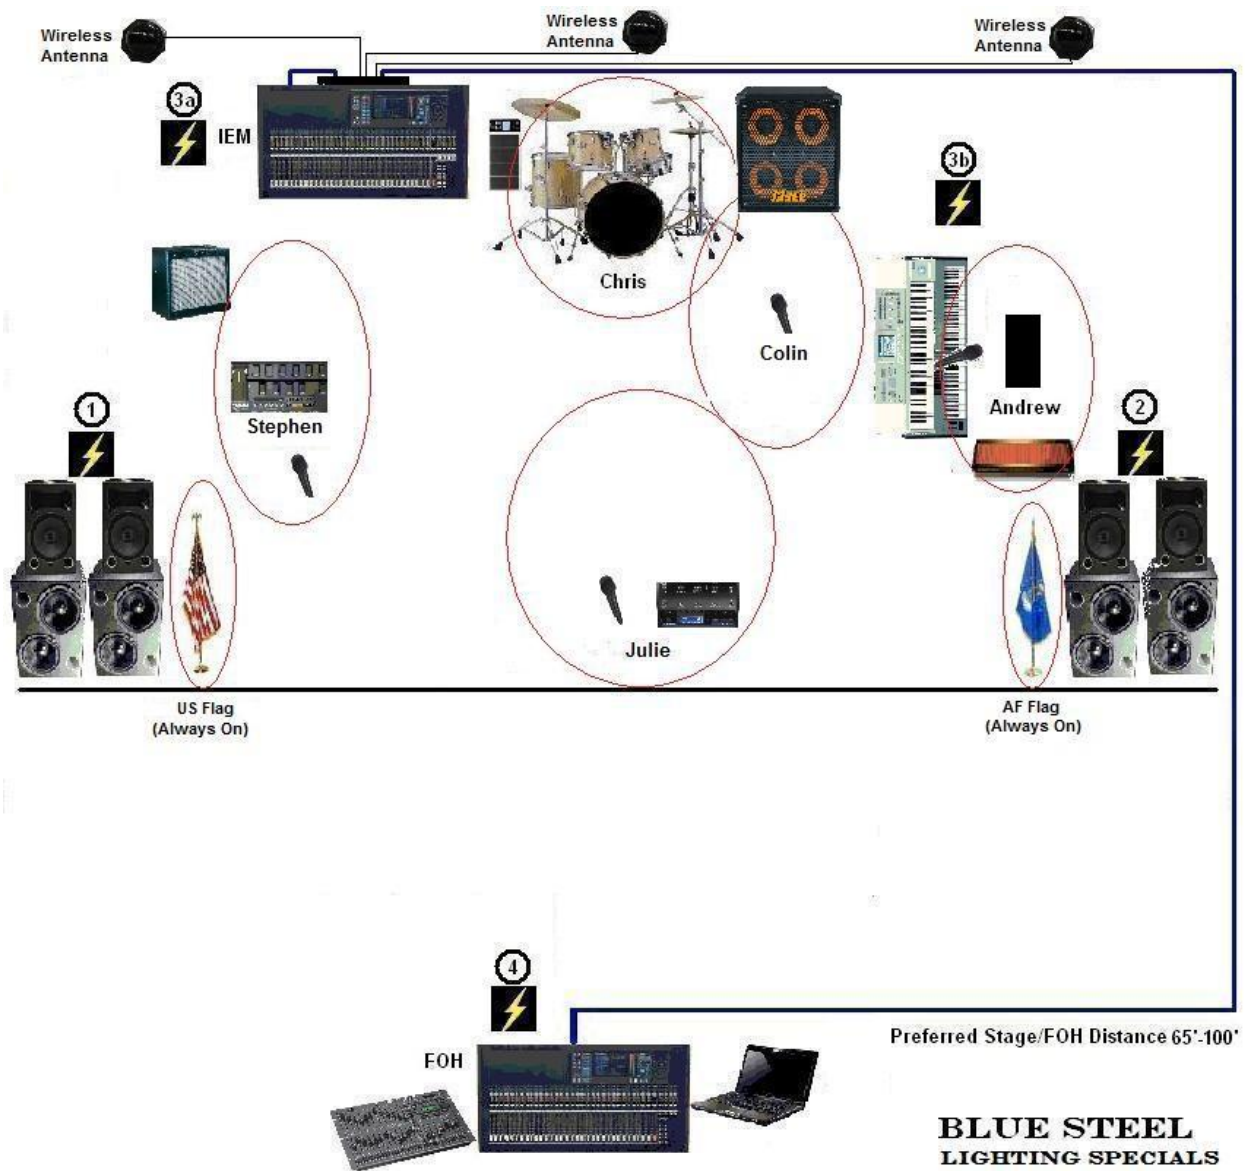 Wireless
Antenna
Wireless
Antenna
Wireless
Antenna
3a
IEM
3b
Chris
Colin
Andrew
1
Stephen
2
Julie
US Flag
(Always On)
AF Flag
(Always On)
4
Preferred Stage/FOH Distance 65'-100'
FOH
BLUE STEEL
LIGHTING SPECIALS